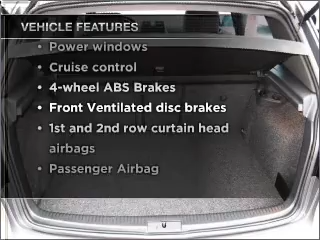 VEHICLE FEATURES
• Power windows
• Cruise control
• 4-wheel ABS Brakes
• Front Ventilated disc brakes
• 1st and 2nd row curtain head
airbags
• Passenger Airbag